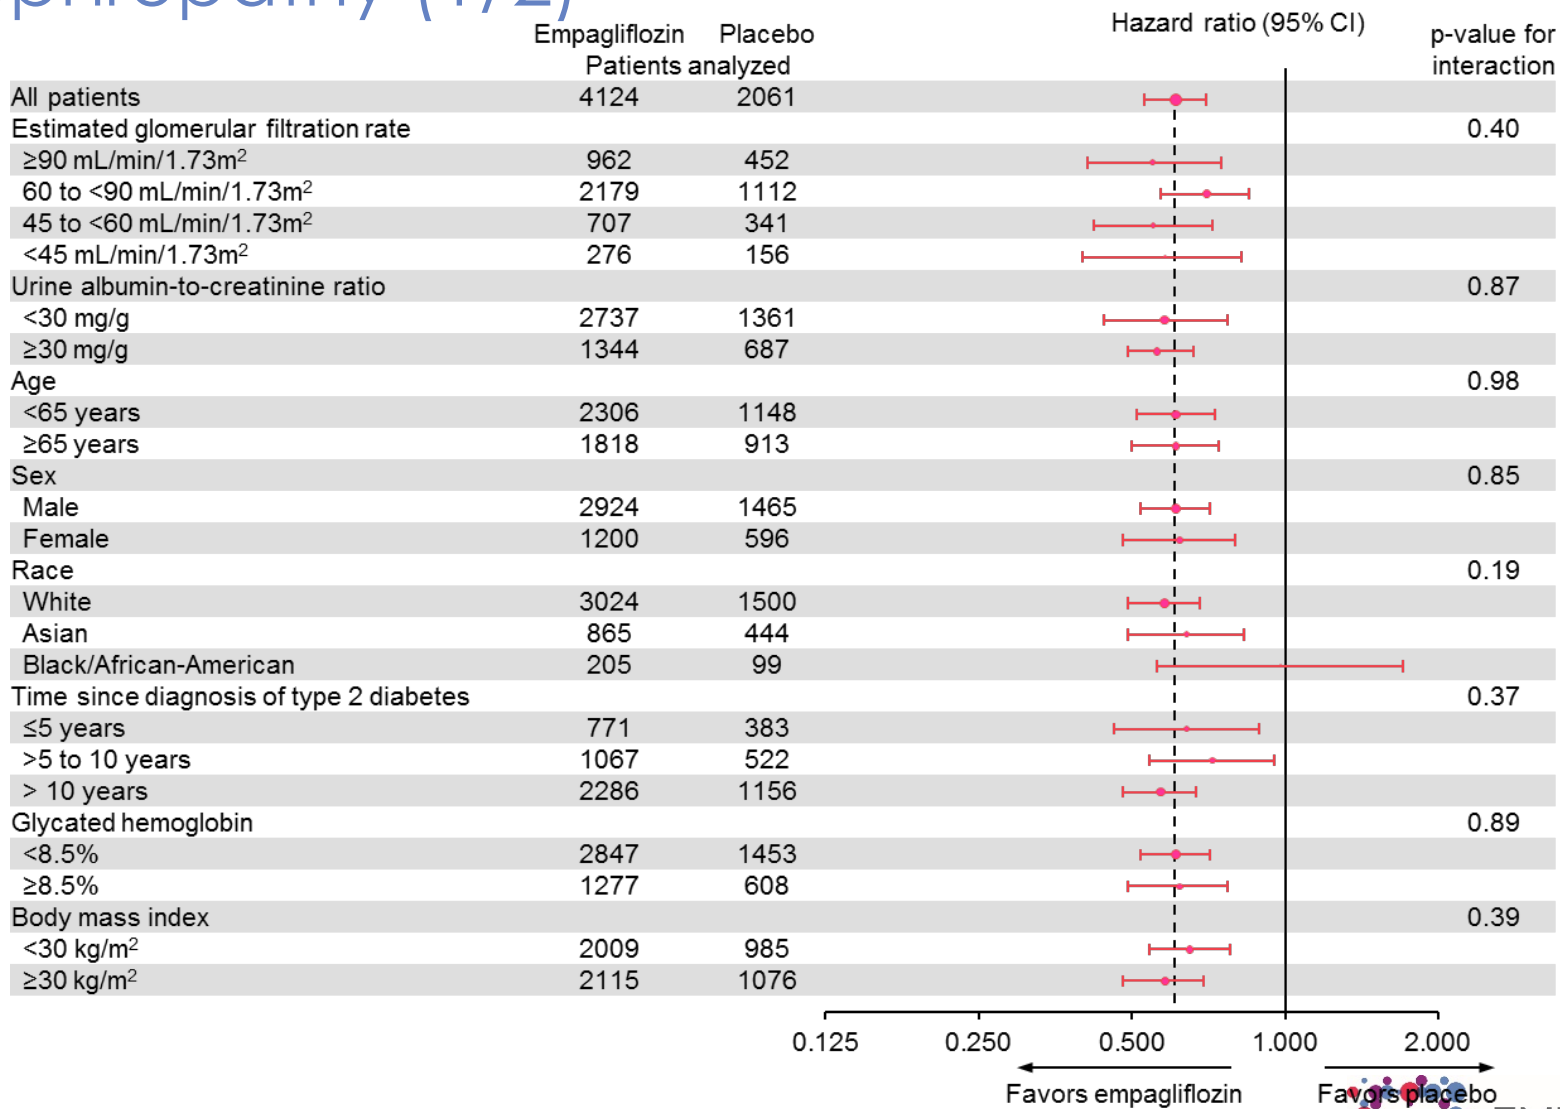 Hazard ratio (95% CI)
Empagliflozin Placebo p-value for
Patients analyzed interaction
All patients 4124 2061
Estimated glomerular filtration rate 0.40
≥90 mL/min/1.73m² 962 452
60 to <90 mL/min/1.73m² 2179 1112
45 to <60 mL/min/1.73m² 707 341
<45 mL/min/1.73m² 276 156
Urine albumin-to-creatinine ratio 0.87
<30 mg/g 2737 1361
≥30 mg/g 1344 687
Age 0.98
<65 years 2306 1148
≥65 years 1818 913
Sex 0.85
Male 2924 1465
Female 1200 596
Race 0.19
White 3024 1500
Asian 865 444
Black/African-American 205 99
Time since diagnosis of type 2 diabetes 0.37
≤5 years 771 383
>5 to 10 years 1067 522
> 10 years 2286 1156
Glycated hemoglobin 0.89
<8.5% 2847 1453
≥8.5% 1277 608
Body mass index 0.39
<30 kg/m² 2009 985
≥30 kg/m² 2115 1076
0.125 0.250 0.500 1.000 2.000
Favors empagliflozin Favors placebo